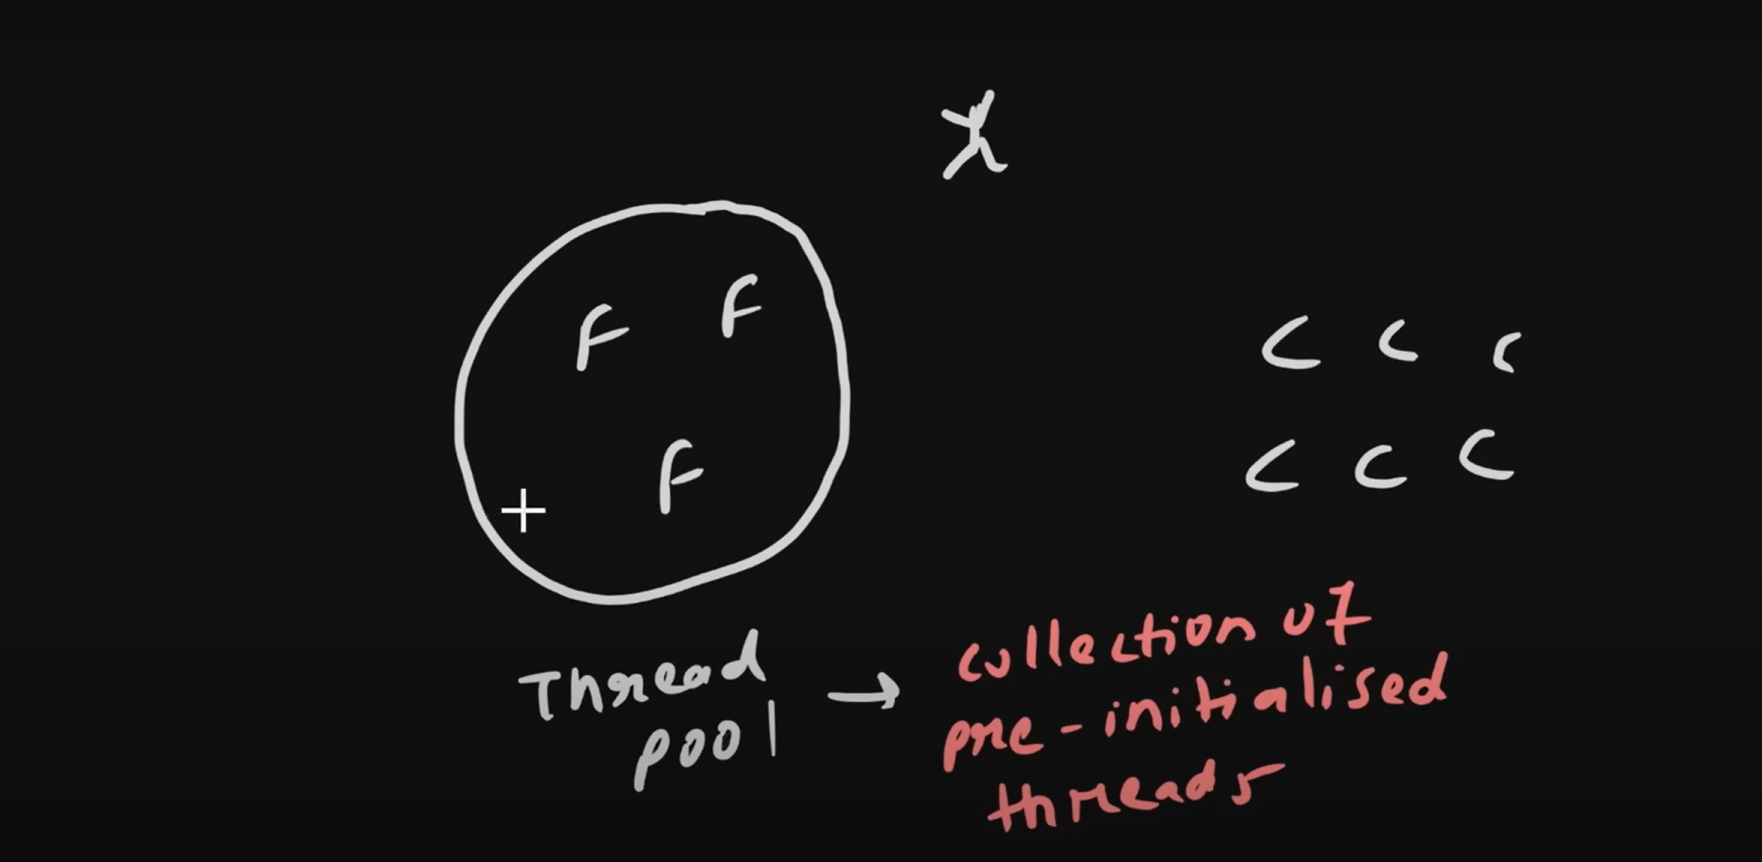 F F
F
C C C
C C C
Thread
pool
→ collection of
pre-initialised
threads